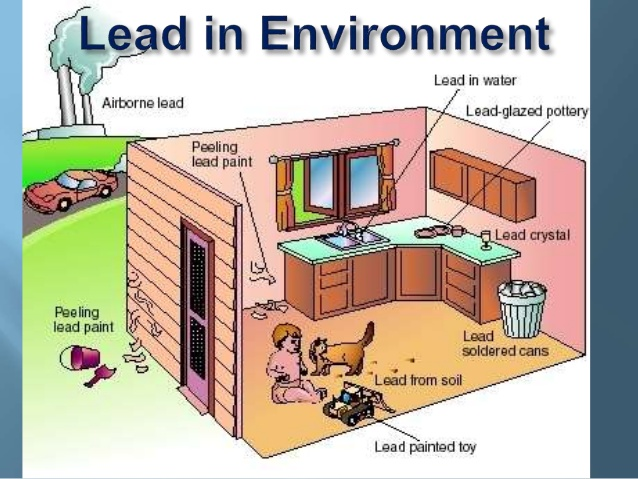 Lead in Environment
Lead in water
Airborne lead
Lead-glazed pottery
Peeling
lead paint
Lead crystal
Peeling
lead paint
Lead
soldered cans
Lead from soil
Lead painted toy